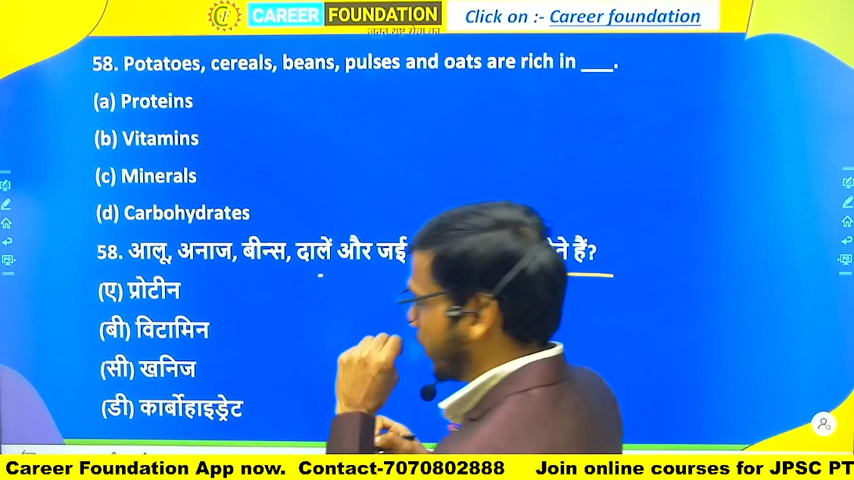 CAREER FOUNDATION
Click on :- Career foundation
58. Potatoes, cereals, beans, pulses and oats are rich in ___.
(a) Proteins
(b) Vitamins
(c) Minerals
(d) Carbohydrates
58. आलू, अनाज, बीन्स, दालें और जई हैं?
(ए) प्रोटीन
(बी) विटामिन
(सी) खनिज
(डी) कार्बोहाइड्रेट
Career Foundation App now. Contact-7070802888 Join online courses for JPSC PT